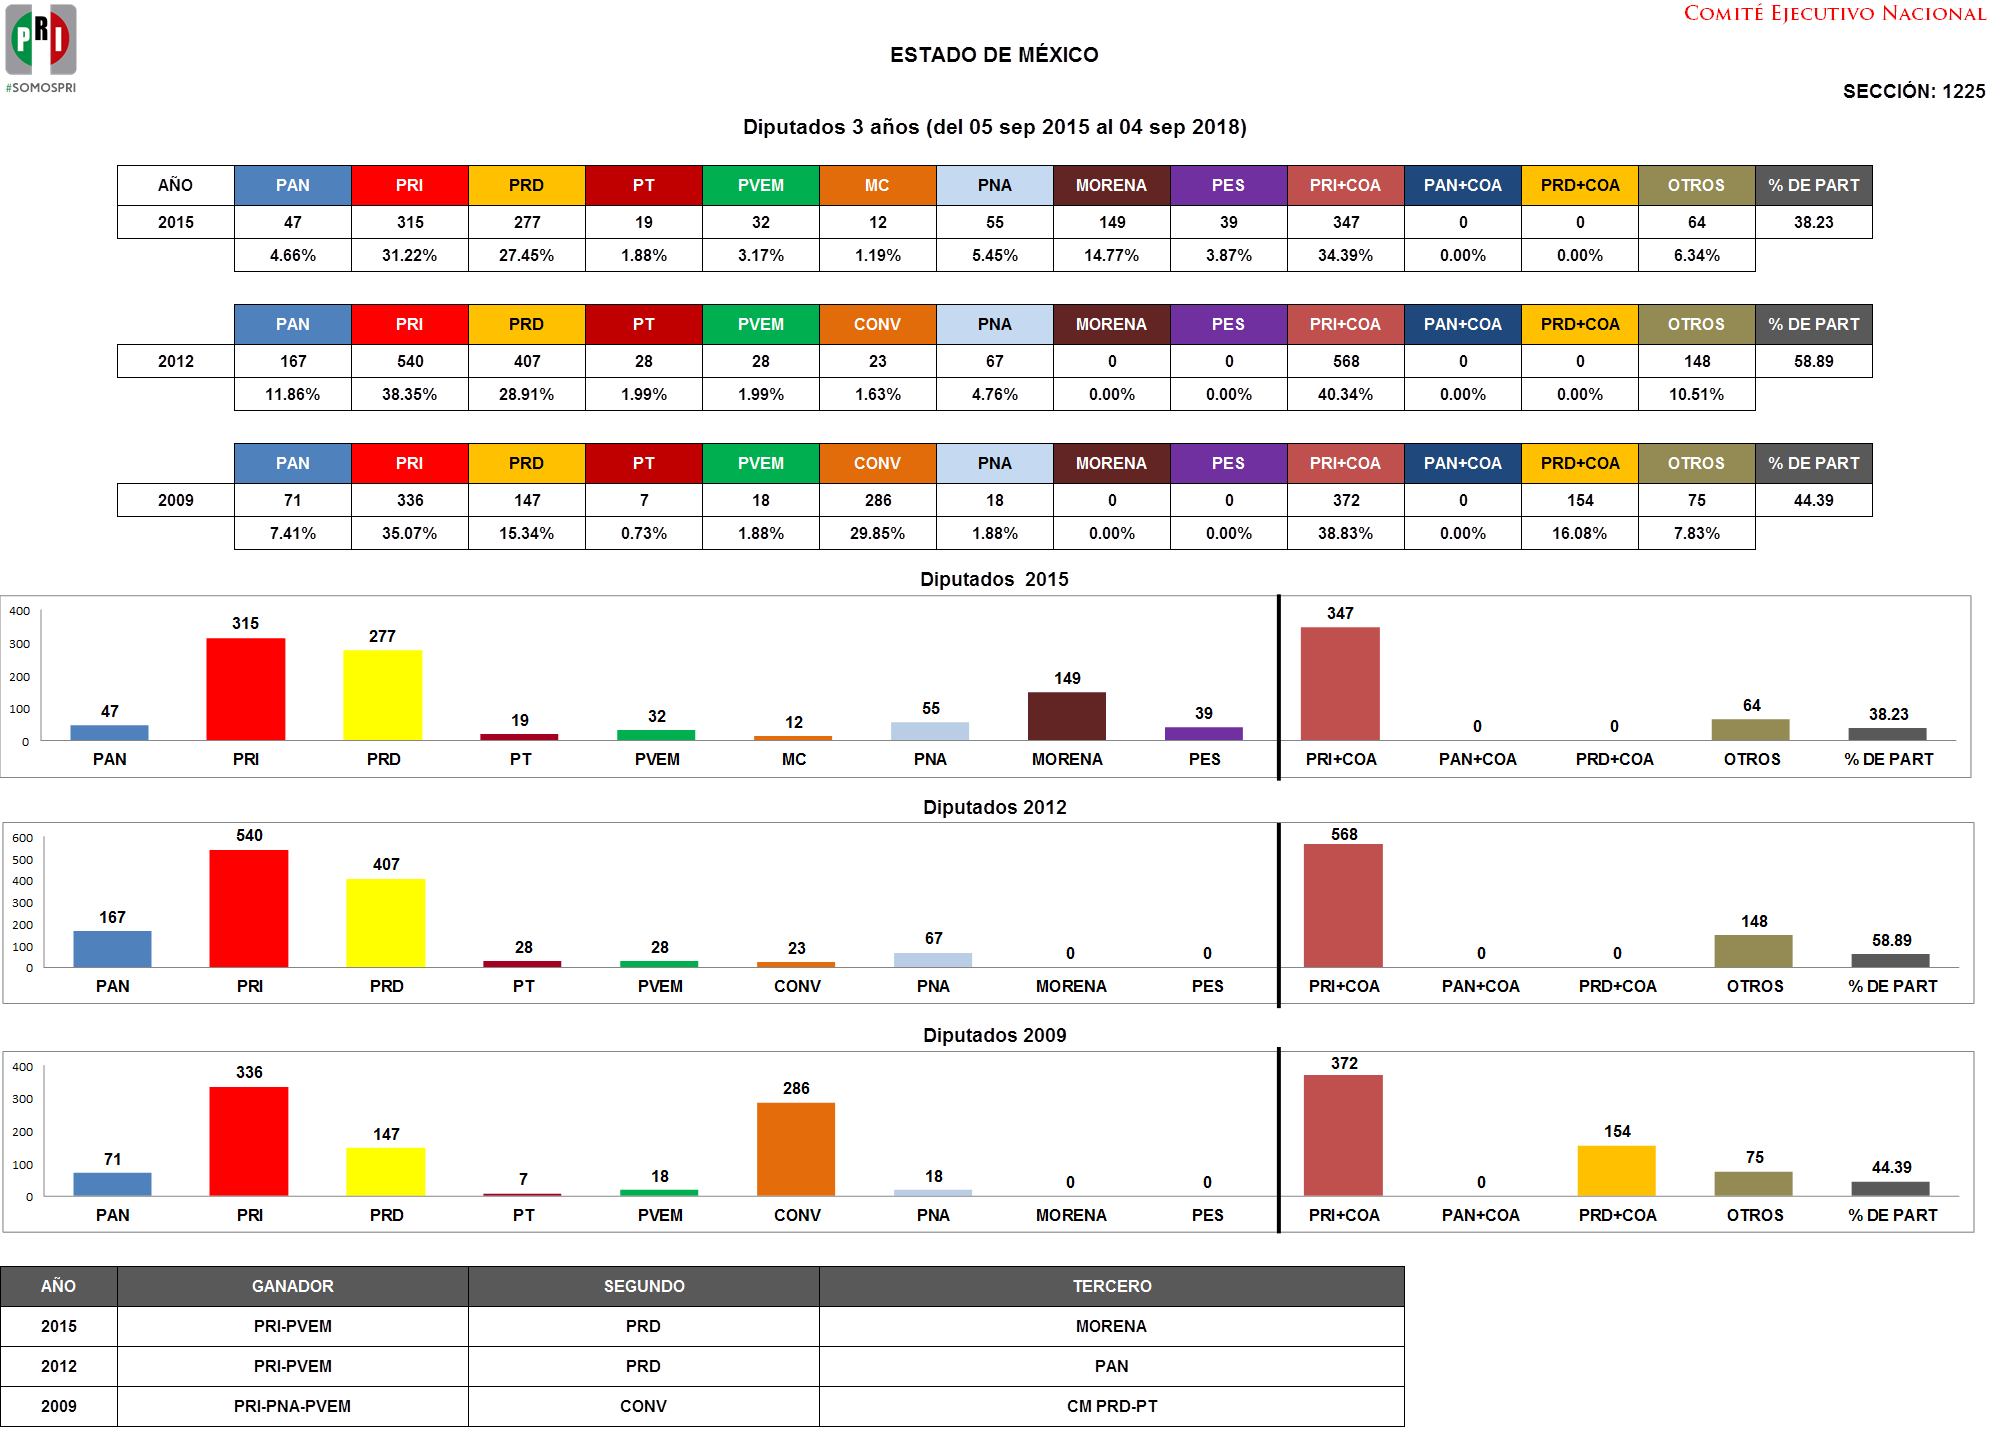 PRI
#SOMOSPRI
COMITÉ EJECUTIVO NACIONAL
ESTADO DE MÉXICO
SECCIÓN: 1225
Diputados 3 años (del 05 sep 2015 al 04 sep 2018)
AÑO PAN PRI PRD PT PVEM MC PNA MORENA PES PRI+COA PAN+COA PRD+COA OTROS % DE PART
2015 47 315 277 19 32 12 55 149 39 347 0 0 64 38.23
4.66% 31.22% 27.45% 1.88% 3.17% 1.19% 5.45% 14.77% 3.87% 34.39% 0.00% 0.00% 6.34%
PAN PRI PRD PT PVEM CONV PNA MORENA PES PRI+COA PAN+COA PRD+COA OTROS % DE PART
2012 167 540 407 28 28 23 67 0 0 568 0 0 148 58.89
11.86% 38.35% 28.91% 1.99% 1.99% 1.63% 4.76% 0.00% 0.00% 40.34% 0.00% 0.00% 10.51%
PAN PRI PRD PT PVEM CONV PNA MORENA PES PRI+COA PAN+COA PRD+COA OTROS % DE PART
2009 71 336 147 7 18 286 18 0 0 372 0 154 75 44.39
7.41% 35.07% 15.34% 0.73% 1.88% 29.85% 1.88% 0.00% 0.00% 38.83% 0.00% 16.08% 7.83%
Diputados 2015
400
300
200
100
0
47 315 277 19 32 12 55 149 39 347 0 0 64 38.23
PAN PRI PRD PT PVEM MC PNA MORENA PES PRI+COA PAN+COA PRD+COA OTROS % DE PART
Diputados 2012
600
500
400
300
200
100
0
167 540 407 28 28 23 67 0 0 568 0 0 148 58.89
PAN PRI PRD PT PVEM CONV PNA MORENA PES PRI+COA PAN+COA PRD+COA OTROS % DE PART
Diputados 2009
400
300
200
100
0
71 336 147 7 18 286 18 0 0 372 0 154 75 44.39
PAN PRI PRD PT PVEM CONV PNA MORENA PES PRI+COA PAN+COA PRD+COA OTROS % DE PART
AÑO GANADOR SEGUNDO TERCERO
2015 PRI-PVEM PRD MORENA
2012 PRI-PVEM PRD PAN
2009 PRI-PNA-PVEM CONV CM PRD-PT